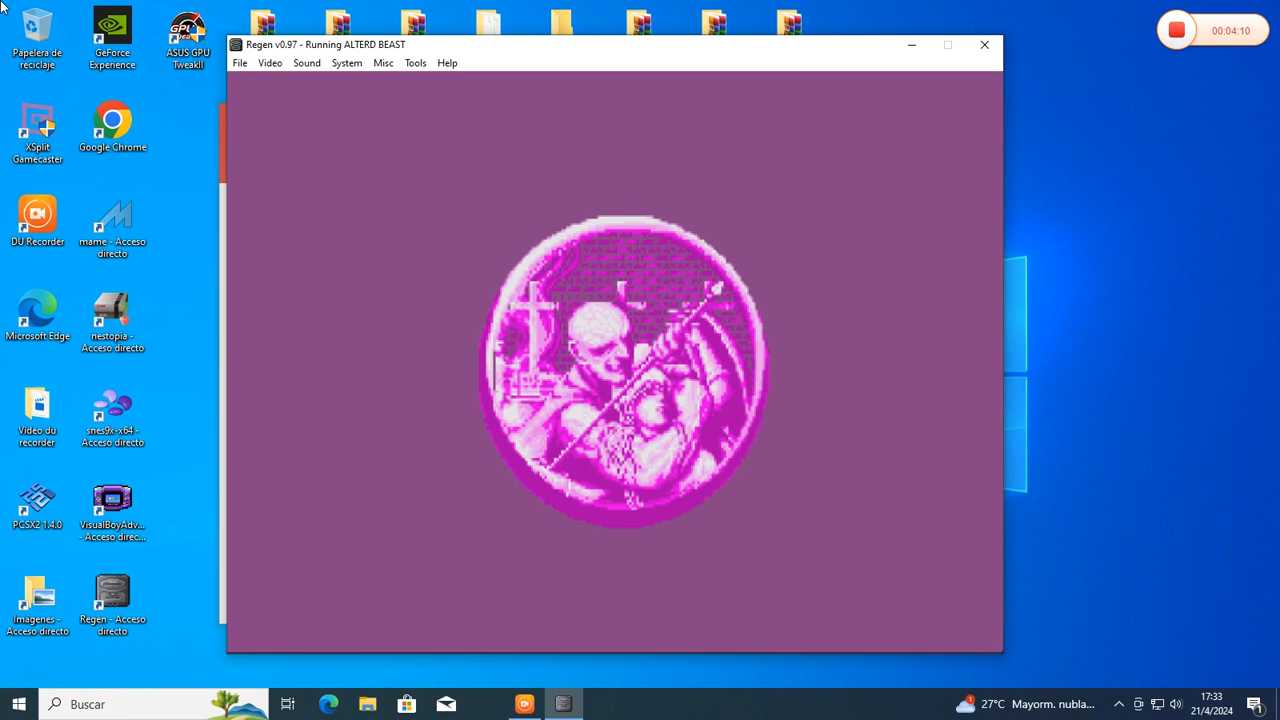 Papelera de
reciclaje
GeForce
Experience
ASUS GPU
TweakII
Regen v0.97 - Running ALTERD BEAST
File Video Sound System Misc Tools Help
00:04:10
XSplit
Gamecaster
Google Chrome
DU Recorder
mame - Acceso
directo
Microsoft Edge
nestopia
- Acceso
directo
Video du
recorder
snes9x-x64 -
Acceso directo
PCSX2 1.4.0
VisualBoyAdv...
- Acceso direc...
Imagenes -
Acceso directo
Regen - Acceso
directo
Buscar
27°C Mayorm. nubla...
17:33
21/4/2024